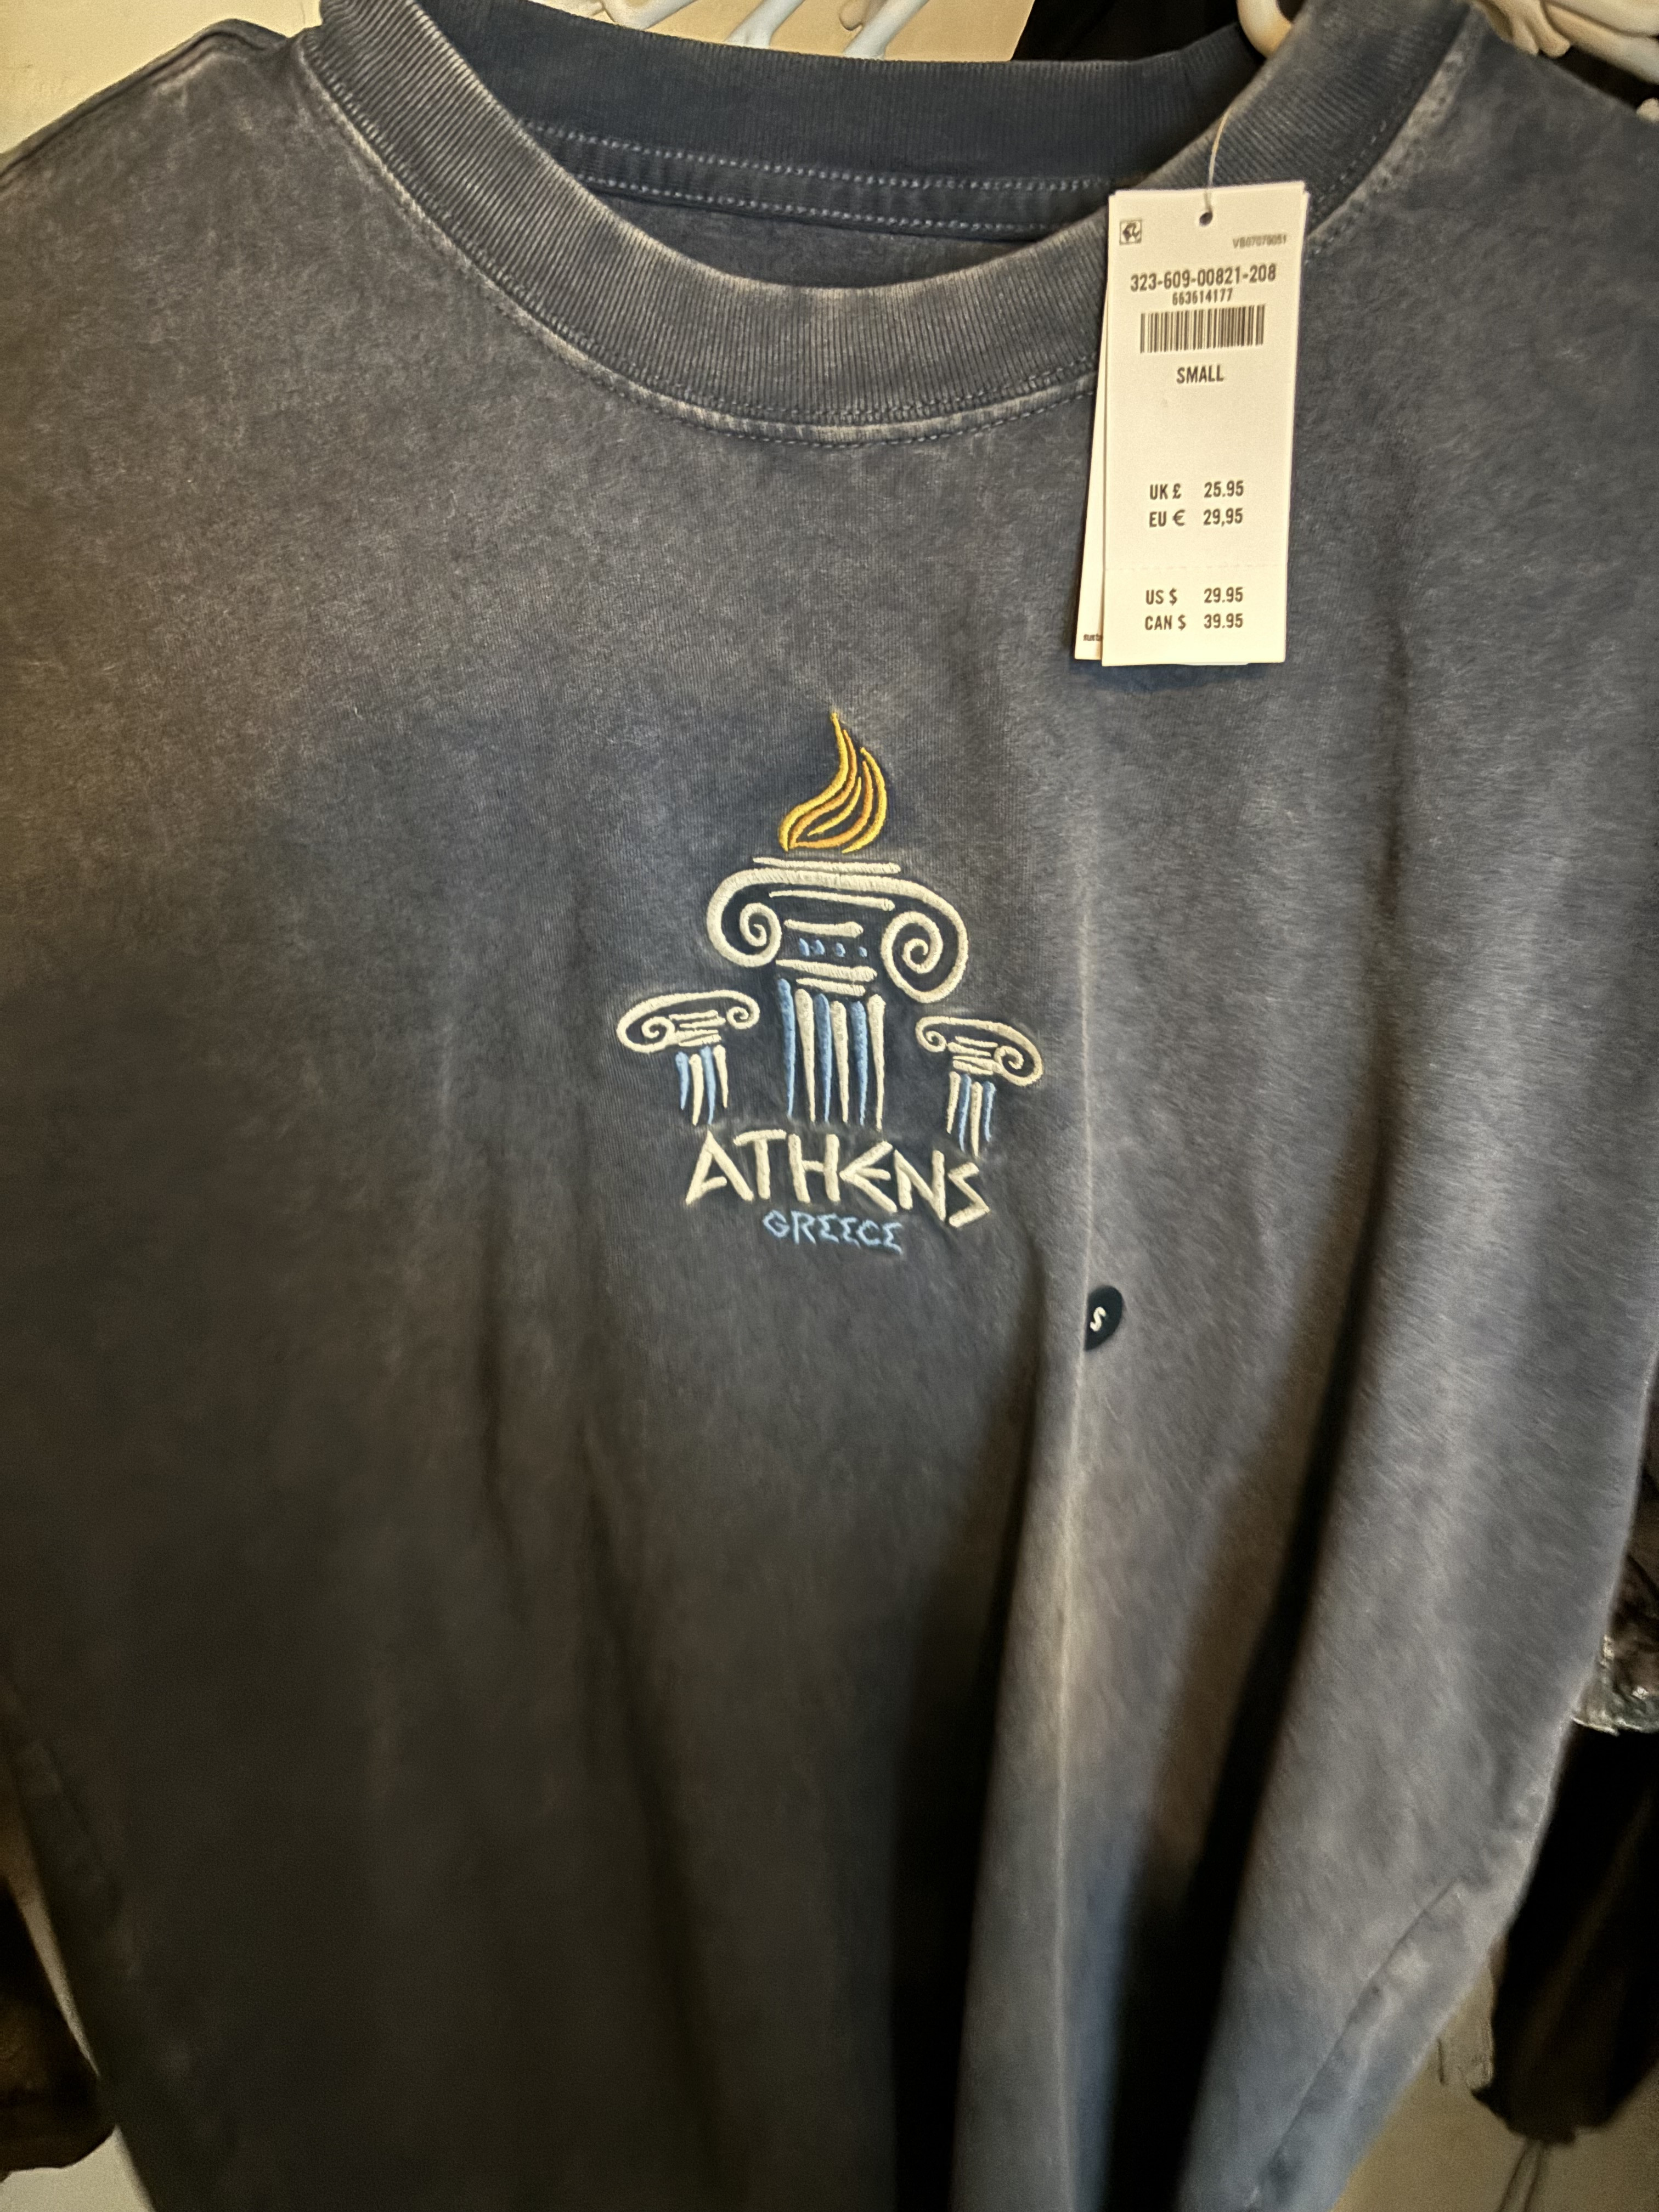 VB07079051
323-609-00821-208
663614177
SMALL
UK £ 25.95
EU € 29,95
US $ 29.95
CAN $ 39.95
ATHENS
GREECE
S